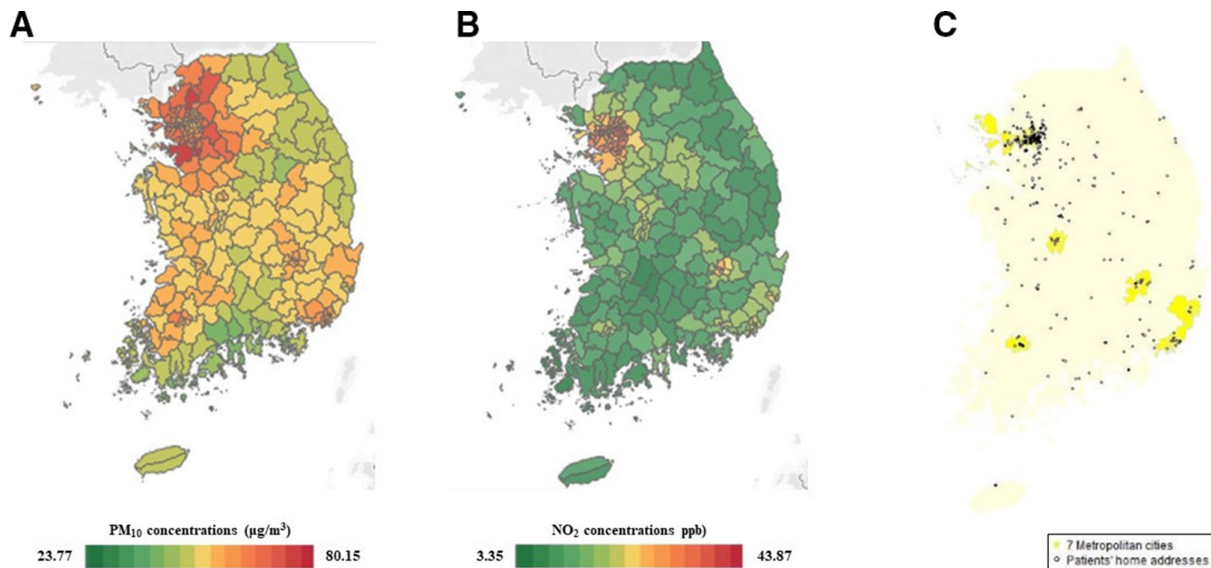 A
B
C
PM₁₀ concentrations (μg/m³)
23.77
80.15
NO₂ concentrations ppb)
3.35
43.87
7 Metropolitan cities
Patients' home addresses